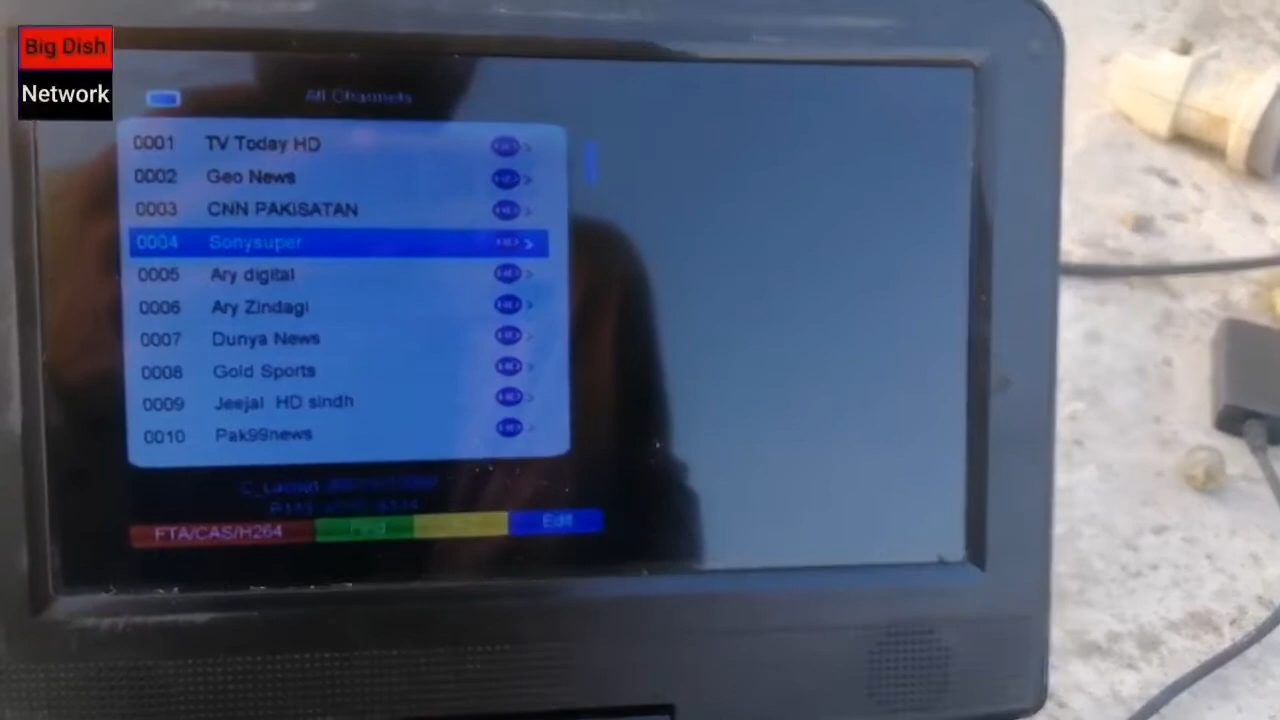 Big Dish
Network
All Channels
0001 TV Today HD
0002 Geo News
0003 CNN PAKISATAN
0004 Sonysuper
0005 Ary digital
0006 Ary Zindagi
0007 Dunya News
0008 Gold Sports
0009 Jeejal HD sindh
0010 Pak99news
FTA/CAS/H264
Edit